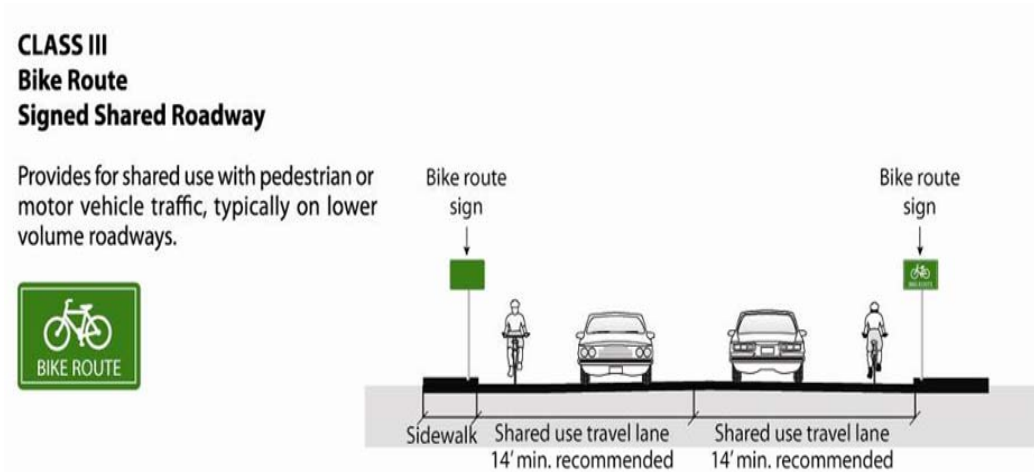 CLASS III
Bike Route
Signed Shared Roadway
Provides for shared use with pedestrian or
motor vehicle traffic, typically on lower
volume roadways.
BIKE ROUTE
Bike route
sign
Bike route
sign
BIKE ROUTE
Sidewalk
Shared use travel lane
14' min. recommended
Shared use travel lane
14' min. recommended